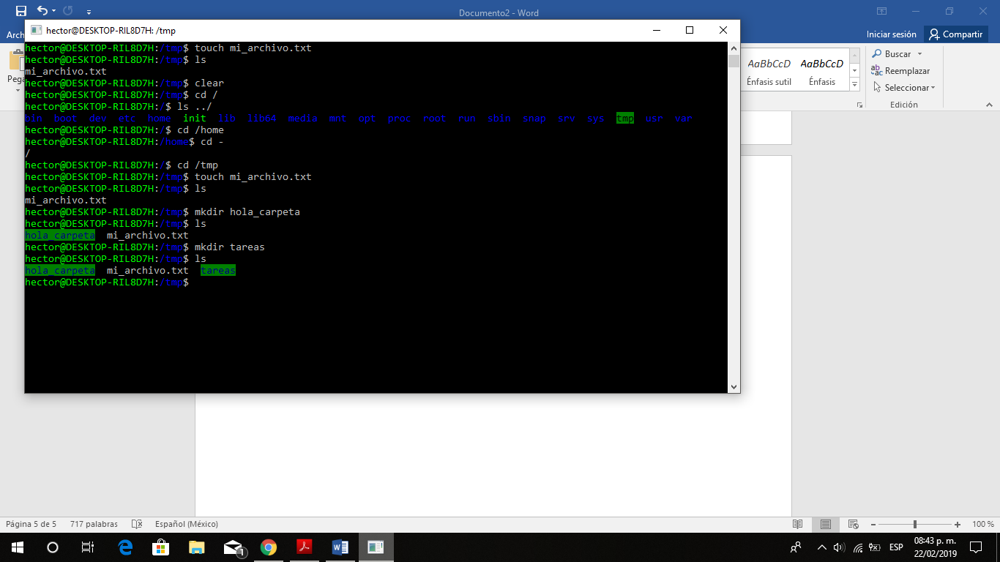 Documento2 - Word
Arch
Iniciar sesión
Compartir
hector@DESKTOP-RIL8D7H: /tmp
hector@DESKTOP-RIL8D7H:/tmp$ touch mi_archivo.txt
hector@DESKTOP-RIL8D7H:/tmp$ ls
mi_archivo.txt
hector@DESKTOP-RIL8D7H:/tmp$ clear
hector@DESKTOP-RIL8D7H:/tmp$ cd /
hector@DESKTOP-RIL8D7H:/$ ls ../
bin boot dev etc home init lib lib64 media mnt opt proc root run sbin snap srv sys tmp usr var
hector@DESKTOP-RIL8D7H:/$ cd /home
hector@DESKTOP-RIL8D7H:/home$ cd -
/
hector@DESKTOP-RIL8D7H:/$ cd /tmp
hector@DESKTOP-RIL8D7H:/tmp$ touch mi_archivo.txt
hector@DESKTOP-RIL8D7H:/tmp$ ls
mi_archivo.txt
hector@DESKTOP-RIL8D7H:/tmp$ mkdir hola_carpeta
hector@DESKTOP-RIL8D7H:/tmp$ ls
hola_carpeta mi_archivo.txt
hector@DESKTOP-RIL8D7H:/tmp$ mkdir tareas
hector@DESKTOP-RIL8D7H:/tmp$ ls
hola_carpeta mi_archivo.txt tareas
hector@DESKTOP-RIL8D7H:/tmp$
Pega
AaBbCcD AaBbCcD
Énfasis sutil Énfasis
Buscar
Reemplazar
Seleccionar
Edición
Página 5 de 5 717 palabras Español (México) 100 %
1
ESP
08:43 p. m.
22/02/2019